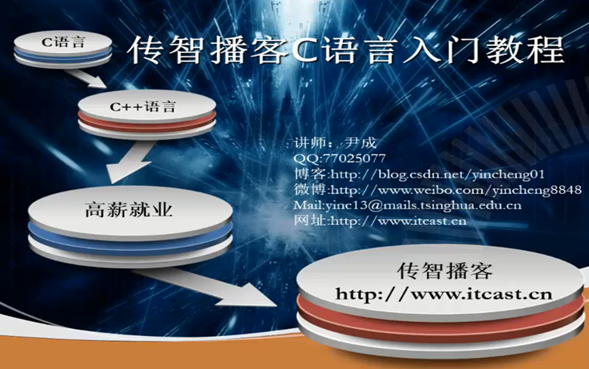 C语言
传智播客C语言入门教程
C++语言
讲师：尹成
QQ:77025077
博客:http://blog.csdn.net/yincheng01
微博:http://www.weibo.com/yincheng8848
Mail:yinc13@mails.tsinghua.edu.cn
网址:http://www.itcast.cn
高薪就业
传智播客
http://www.itcast.cn